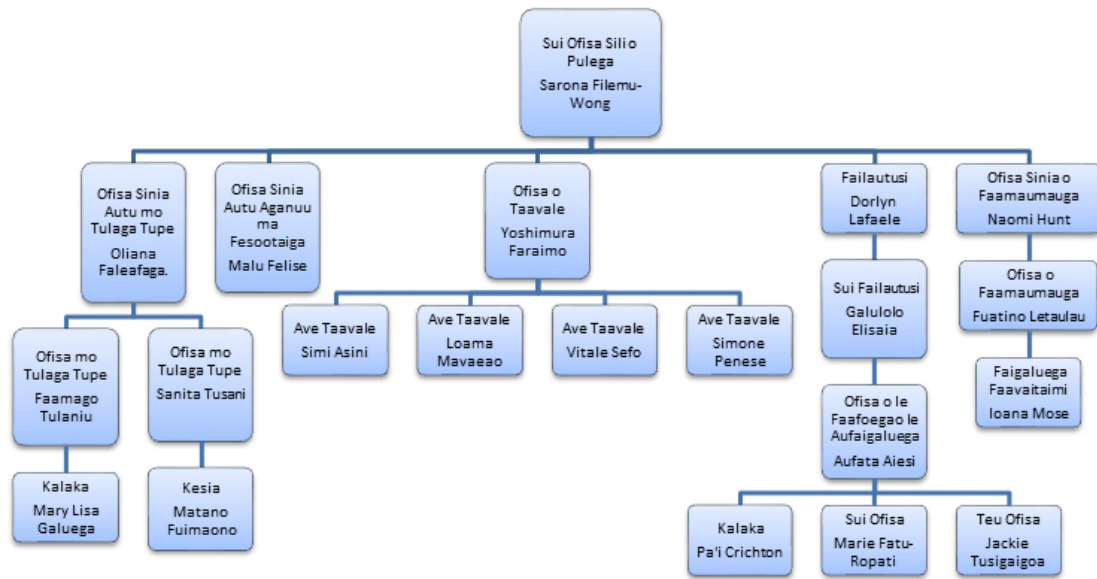 Sui Ofisa Sili o
Pulega
Sarona Filemu-
Wong
Ofisa Sinia
Autu mo
Tulaga Tupe
Oliana
Faleafaga.
Ofisa Sinia
Autu Aganuu
ma
Fesootaiga
Malu Felise
Ofisa o
Taavale
Yoshimura
Faraimo
Failautusi
Dorlyn
Lafaele
Ofisa Sinia o
Faamaumauga
Naomi Hunt
Ofisa mo
Tulaga Tupe
Faamago
Tulaniu
Ofisa mo
Tulaga Tupe
Sanita Tusani
Ave Taavale
Simi Asini
Ave Taavale
Loama
Mavaeao
Ave Taavale
Vitale Sefo
Ave Taavale
Simone
Penese
Sui Failautusi
Galulolo
Elisaia
Ofisa o
Faamaumauga
Fuatino Letaulau
Faigaluega
Faavaitaimi
Ioana Mose
Ofisa o le
Faafoega o le
Aufaigaluega
Aufata Aiesi
Kalaka
Mary Lisa
Galuega
Kesia
Matano
Fuimaono
Kalaka
Pa'i Crichton
Sui Ofisa
Marie Fatu-
Ropati
Teu Ofisa
Jackie
Tusigaigoa